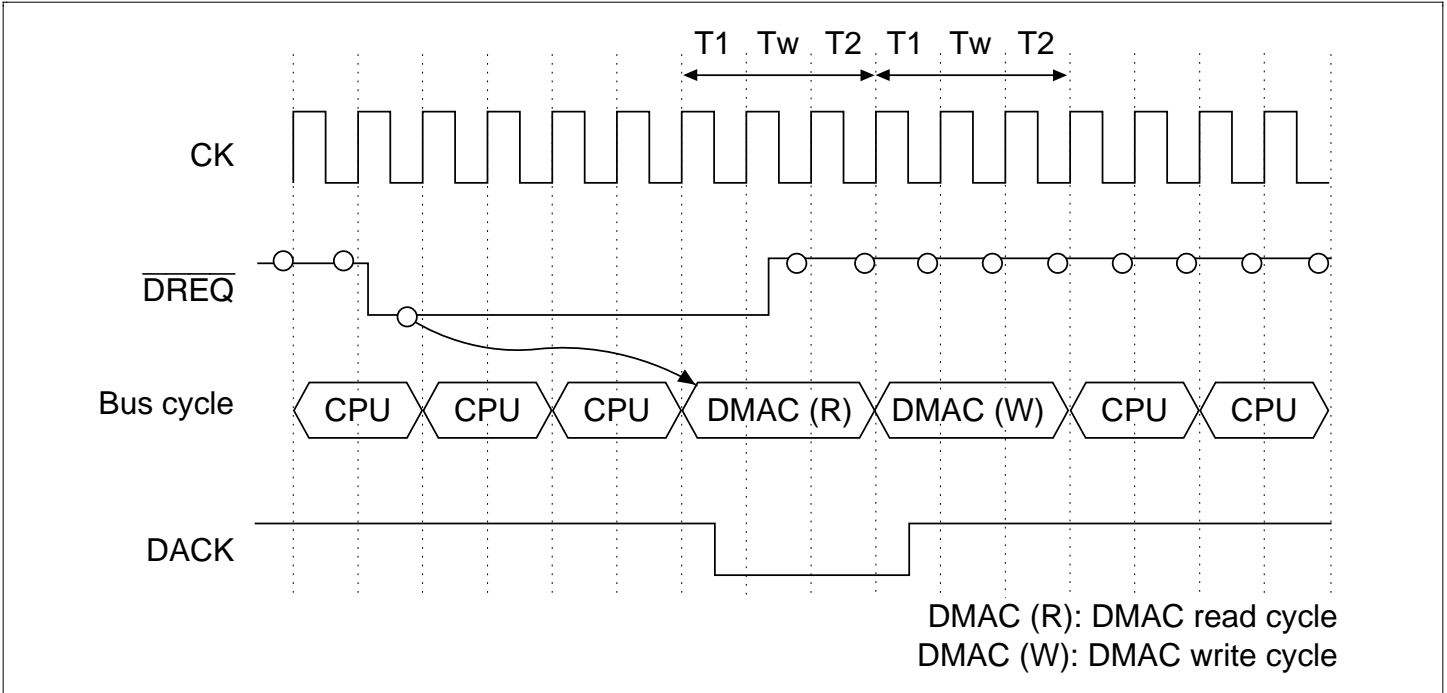 T1 Tw T2 T1 Tw T2
CK
DREQ
Bus cycle CPU CPU CPU DMAC (R) DMAC (W) CPU CPU
DACK
DMAC (R): DMAC read cycle
DMAC (W): DMAC write cycle